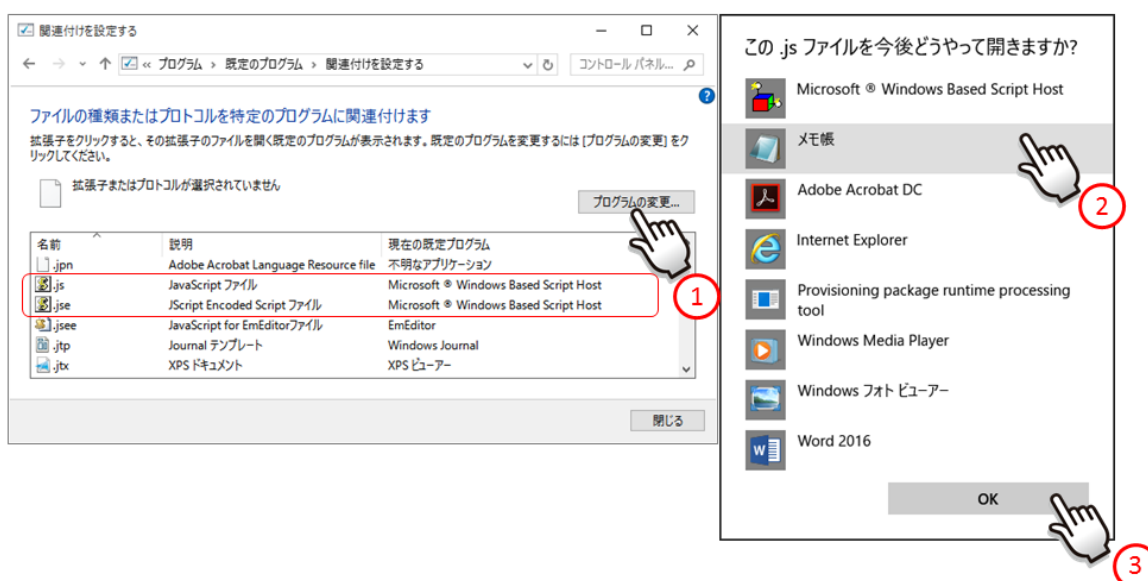 関連付けを設定する
« プログラム › 既定のプログラム › 関連付けを設定する
コントロール パネル...
ファイルの種類またはプロトコルを特定のプログラムに関連付けます
拡張子をクリックすると、その拡張子のファイルを開く既定のプログラムが表示されます。既定のプログラムを変更するには [プログラムの変更] をク
リックしてください。
拡張子またはプロトコルが選択されていません
プログラムの変更...
名前 説明 現在の既定プログラム
.jpn Adobe Acrobat Language Resource file 不明なアプリケーション
.js JavaScript ファイル Microsoft ® Windows Based Script Host
.jse JScript Encoded Script ファイル Microsoft ® Windows Based Script Host
.jsee JavaScript for EmEditorファイル EmEditor
.jtp Journal テンプレート Windows Journal
.jtx XPS ドキュメント XPS ビューアー
1
閉じる
この .js ファイルを今後どうやって開きますか?
Microsoft ® Windows Based Script Host
メモ帳
2
Adobe Acrobat DC
Internet Explorer
Provisioning package runtime processing
tool
Windows Media Player
Windows フォト ビューアー
Word 2016
OK
3